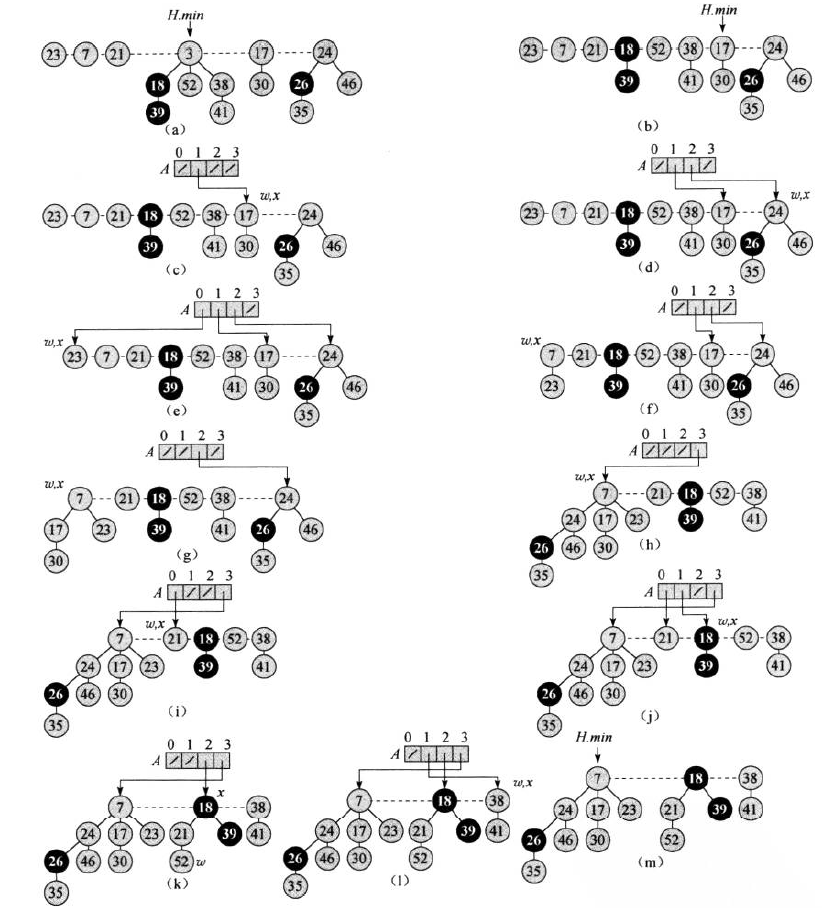 H.min
23 7 21 3 17 24
18 52 38 30 26 46
39 41 35
(a)
H.min
23 7 21 18 52 38 17 24
39 41 30 26 46
35
(b)
0 1 2 3
A
w,x
23 7 21 18 52 38 17 24
39 41 30 26 46
35
(c)
0 1 2 3
A
w,x
23 7 21 18 52 38 17 24
39 41 30 26 46
35
(d)
0 1 2 3
A
w,x
23 7 21 18 52 38 17 24
39 41 30 26 46
35
(e)
0 1 2 3
A
w,x
7 21 18 52 38 17 24
23 39 41 30 26 46
35
(f)
0 1 2 3
A
w,x
7 21 18 52 38 24
17 23 39 41 26 46
30 35
(g)
0 1 2 3
A
w,x
7 21 18 52 38
24 17 23 39 41
26 46 30
35
(h)
0 1 2 3
A
w,x
7 21 18 52 38
24 17 23 39 41
26 46 30
35
(i)
0 1 2 3
A
w,x
7 21 18 52 38
24 17 23 39 41
26 46 30
35
(j)
0 1 2 3
A
x
7 18 38
24 17 23 21 39 41
26 46 30 52 w
35
(k)
0 1 2 3
A
w,x
7 18 38
24 17 23 21 39 41
26 46 30 52
35
(l)
H.min
7 18 38
24 17 23 21 39 41
26 46 30 52
35
(m)